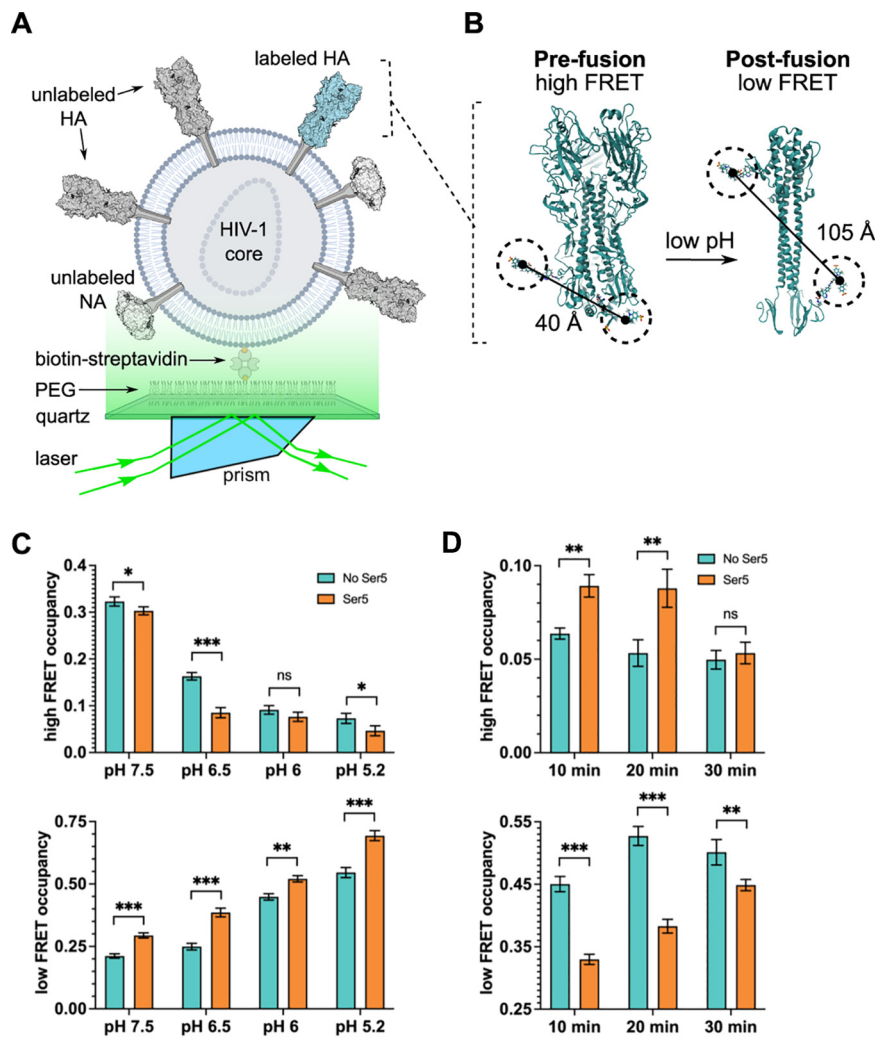 A
labeled HA
unlabeled
HA
HIV-1
core
unlabeled
NA
biotin-streptavidin
PEG
quartz
laser
prism
B
Pre-fusion
high FRET
Post-fusion
low FRET
low pH
40 Å
105 Å
C
high FRET occupancy
0.4
0.3
0.2
0.1
0.0
*
***
ns
*
No Ser5
Ser5
pH 7.5 pH 6.5 pH 6 pH 5.2
low FRET occupancy
0.75
0.50
0.25
0.00
***
***
**
***
pH 7.5 pH 6.5 pH 6 pH 5.2
D
high FRET occupancy
0.10
0.05
0.00
**
**
ns
No Ser5
Ser5
10 min 20 min 30 min
low FRET occupancy
0.55
0.45
0.35
0.25
***
***
**
10 min 20 min 30 min